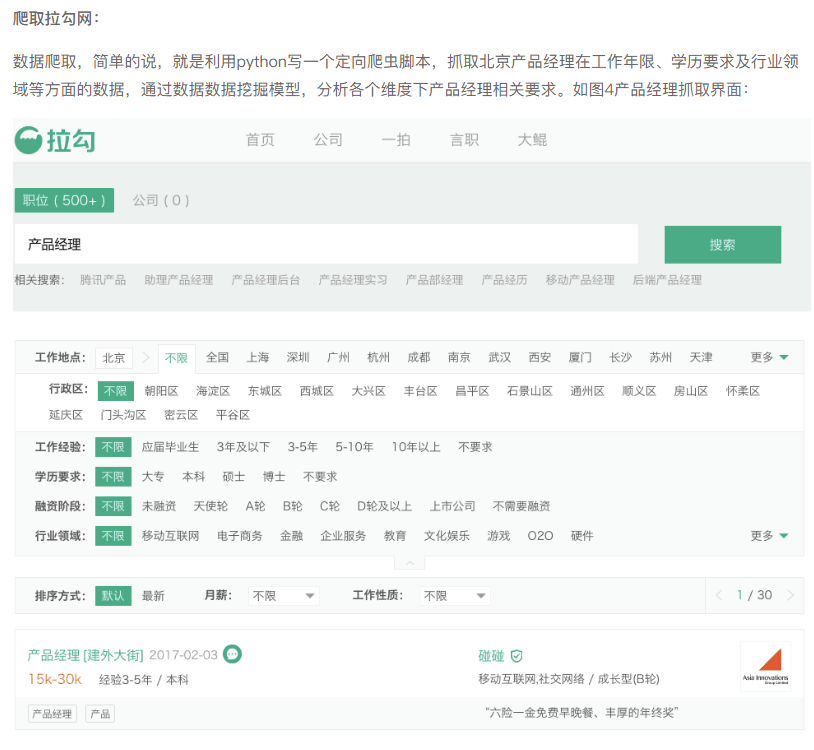 爬取拉勾网：
数据爬取，简单的说，就是利用python写一个定向爬虫脚本，抓取北京产品经理在工作年限、学历要求及行业领
域等方面的数据，通过数据数据挖掘模型，分析各个维度下产品经理相关要求。如图4产品经理抓取界面：
拉勾 首页 公司 一拍 言职 大鲲
职位 ( 500+ ) 公司 ( 0 )
产品经理 搜索
相关搜索： 腾讯产品 助理产品经理 产品经理后台 产品经理实习 产品部经理 产品经历 移动产品经理 后端产品经理
工作地点： 北京 不限 全国 上海 深圳 广州 杭州 成都 南京 武汉 西安 厦门 长沙 苏州 天津 更多
行政区： 不限 朝阳区 海淀区 东城区 西城区 大兴区 丰台区 昌平区 石景山区 通州区 顺义区 房山区 怀柔区
延庆区 门头沟区 密云区 平谷区
工作经验： 不限 应届毕业生 3年及以下 3-5年 5-10年 10年以上 不要求
学历要求： 不限 大专 本科 硕士 博士 不要求
融资阶段： 不限 未融资 天使轮 A轮 B轮 C轮 D轮及以上 上市公司 不需要融资
行业领域： 不限 移动互联网 电子商务 金融 企业服务 教育 文化娱乐 游戏 O2O 硬件 更多
排序方式： 默认 最新 月薪： 不限 工作性质： 不限 1 / 30
产品经理 [建外大街] 2017-02-03 碰碰
15k-30k 经验3-5年 / 本科 移动互联网,社交网络 / 成长型(B轮)
Asia Innovations
Group Limited
产品经理 产品 “六险一金免费早晚餐、丰厚的年终奖”